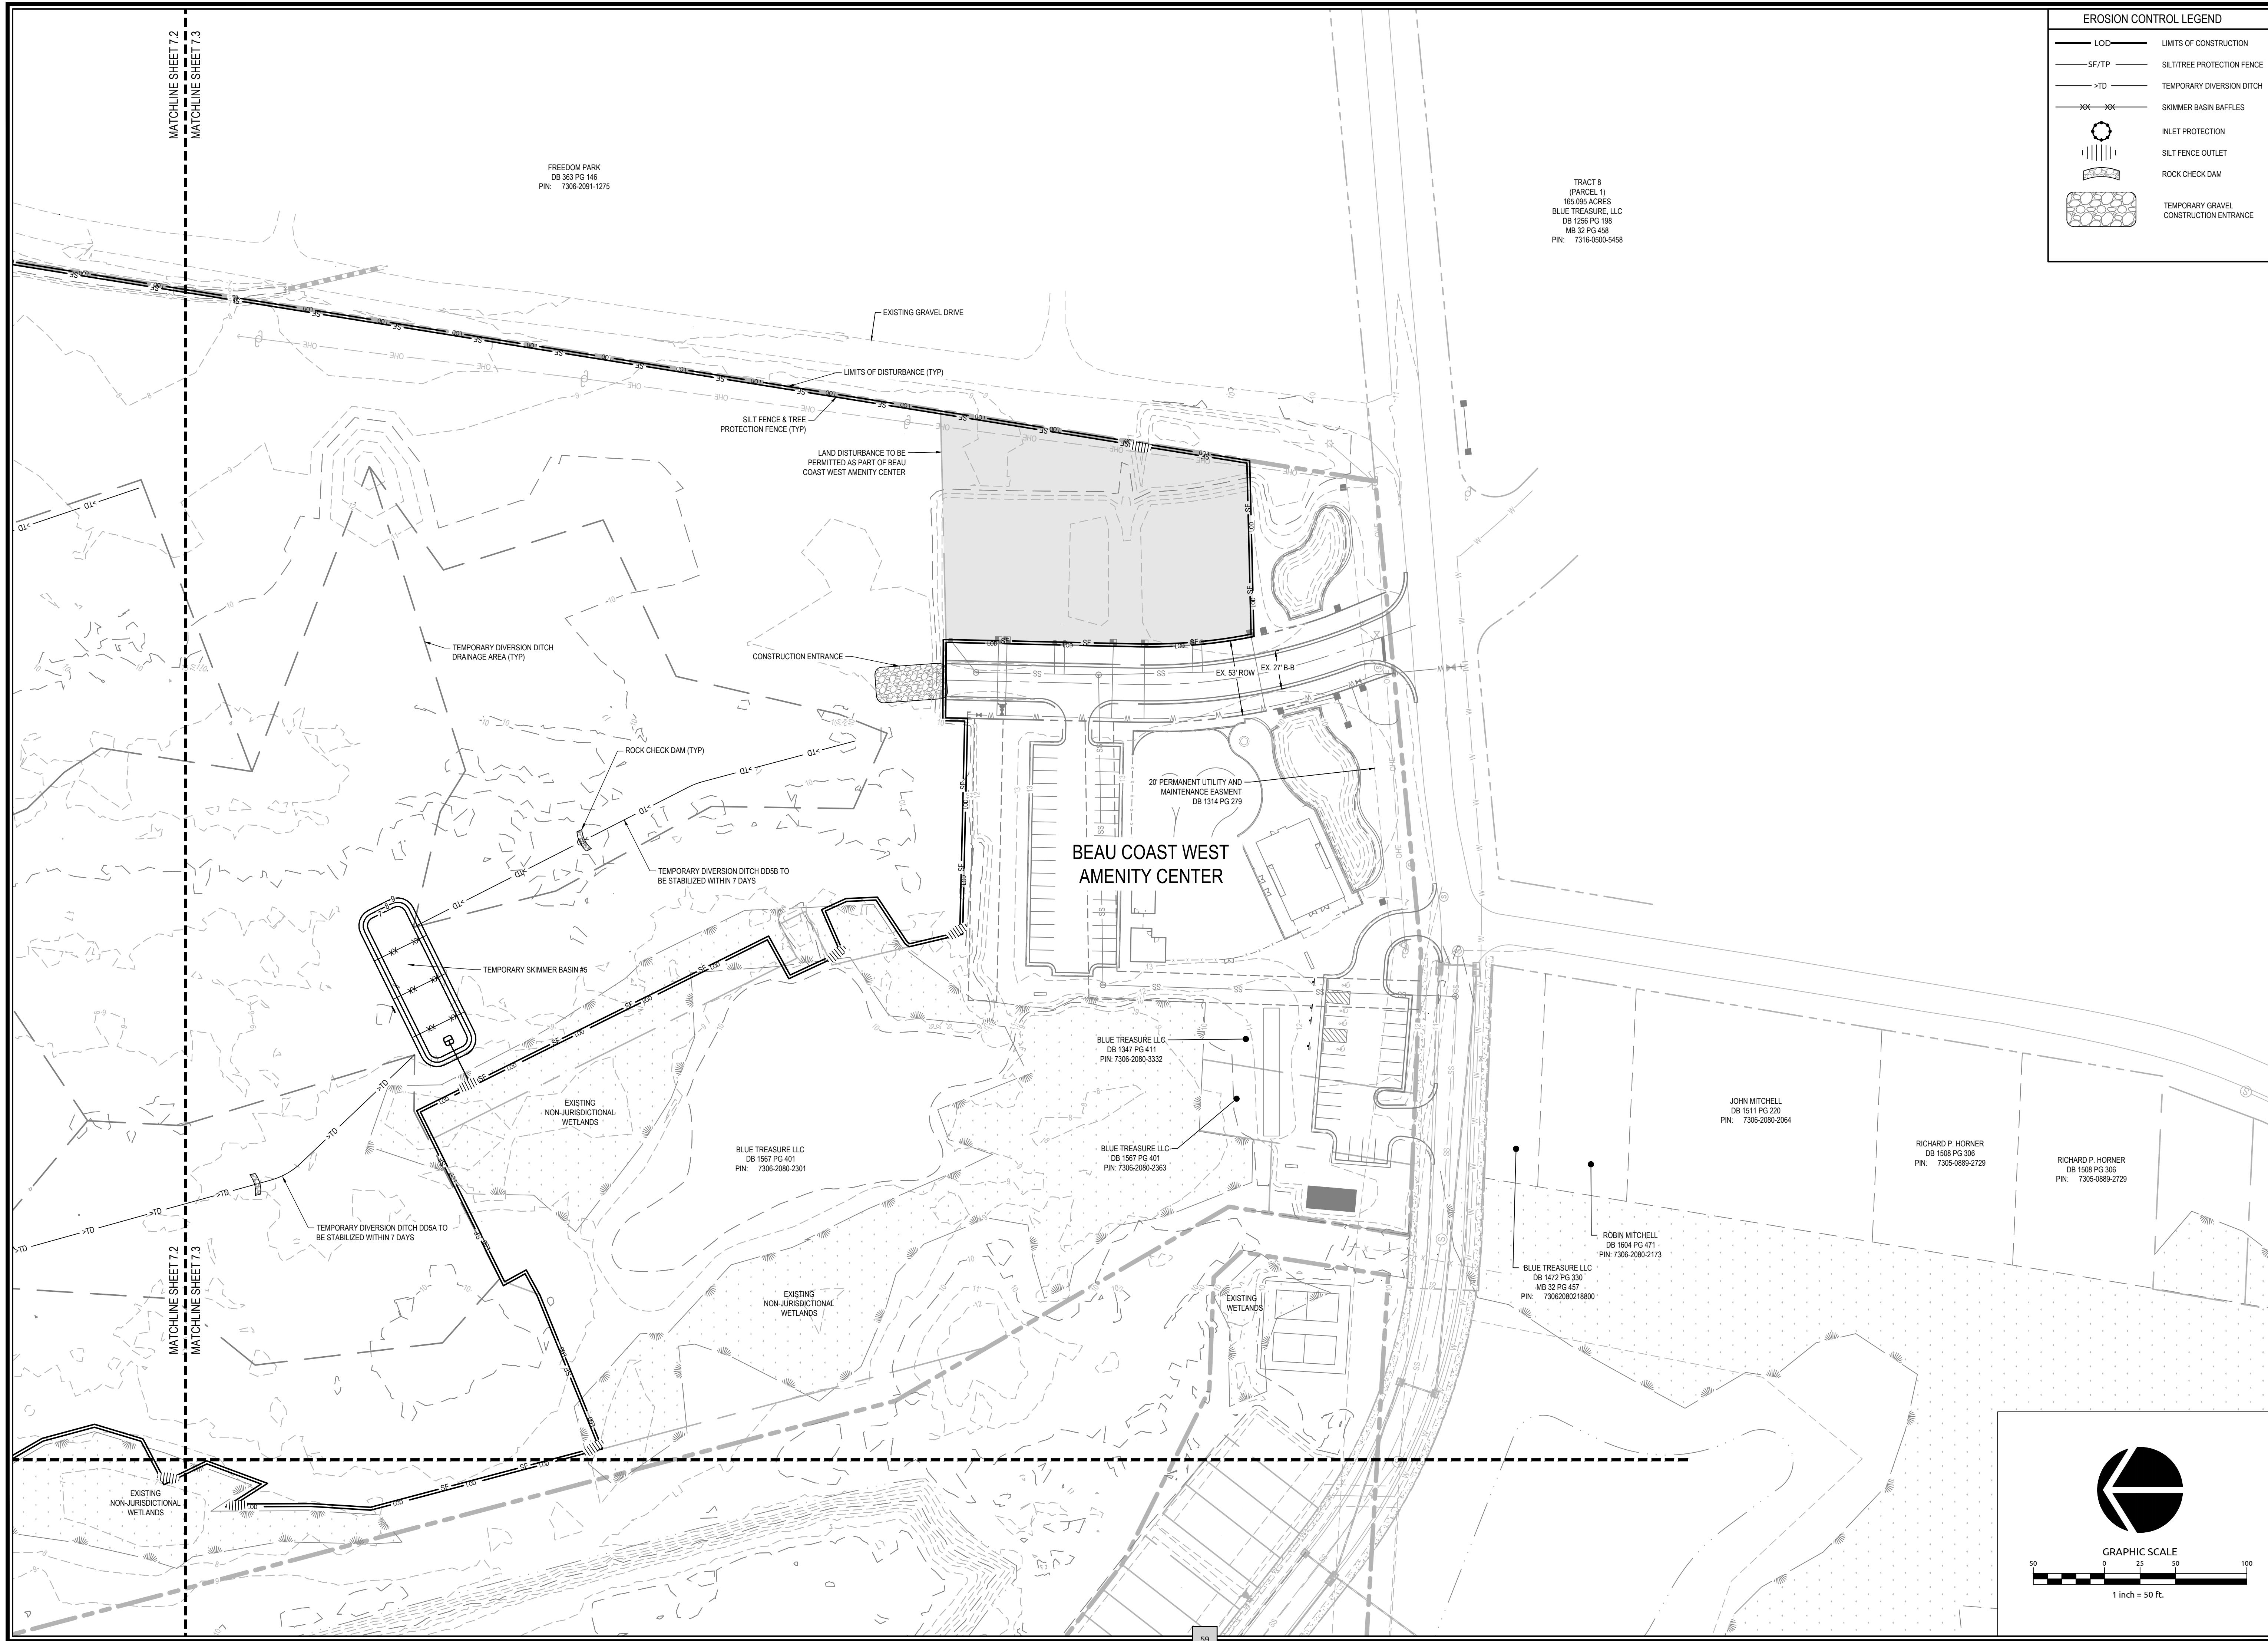 MATCHLINE SHEET 7.2
MATCHLINE SHEET 7.3
EROSION CONTROL LEGEND
LOD LIMITS OF CONSTRUCTION
SF/TP SILT/TREE PROTECTION FENCE
>TD TEMPORARY DIVERSION DITCH
XX XX SKIMMER BASIN BAFFLES
INLET PROTECTION
SILT FENCE OUTLET
ROCK CHECK DAM
TEMPORARY GRAVEL
CONSTRUCTION ENTRANCE
FREEDOM PARK
DB 363 PG 146
PIN: 7306-2091-1275
TRACT 8
(PARCEL 1)
165.095 ACRES
BLUE TREASURE, LLC
DB 1256 PG 198
MB 32 PG 458
PIN: 7316-0500-5458
EXISTING GRAVEL DRIVE
LIMITS OF DISTURBANCE (TYP)
SILT FENCE & TREE
PROTECTION FENCE (TYP)
LAND DISTURBANCE TO BE
PERMITTED AS PART OF BEAU
COAST WEST AMENITY CENTER
TEMPORARY DIVERSION DITCH
DRAINAGE AREA (TYP)
CONSTRUCTION ENTRANCE
EX. 27' B-B
EX. 53' ROW
ROCK CHECK DAM (TYP)
20' PERMANENT UTILITY AND
MAINTENANCE EASMENT
DB 1314 PG 279
BEAU COAST WEST
AMENITY CENTER
TEMPORARY DIVERSION DITCH DD5B TO
BE STABILIZED WITHIN 7 DAYS
TEMPORARY SKIMMER BASIN #5
BLUE TREASURE LLC
DB 1347 PG 411
PIN: 7306-2080-3332
EXISTING
NON-JURISDICTIONAL
WETLANDS
BLUE TREASURE LLC
DB 1567 PG 401
PIN: 7306-2080-2301
BLUE TREASURE LLC
DB 1567 PG 401
PIN: 7306-2080-2363
JOHN MITCHELL
DB 1511 PG 220
PIN: 7306-2080-2064
RICHARD P. HORNER
DB 1508 PG 306
PIN: 7305-0889-2729
RICHARD P. HORNER
DB 1508 PG 306
PIN: 7305-0889-2729
TEMPORARY DIVERSION DITCH DD5A TO
BE STABILIZED WITHIN 7 DAYS
ROBIN MITCHELL
DB 1604 PG 471
PIN: 7306-2080-2173
BLUE TREASURE LLC
DB 1472 PG 330
MB 32 PG 457
PIN: 73062080218800
EXISTING
NON-JURISDICTIONAL
WETLANDS
EXISTING
WETLANDS
MATCHLINE SHEET 7.2
MATCHLINE SHEET 7.3
EXISTING
NON-JURISDICTIONAL
WETLANDS
GRAPHIC SCALE
50 0 25 50 100
1 inch = 50 ft.
59